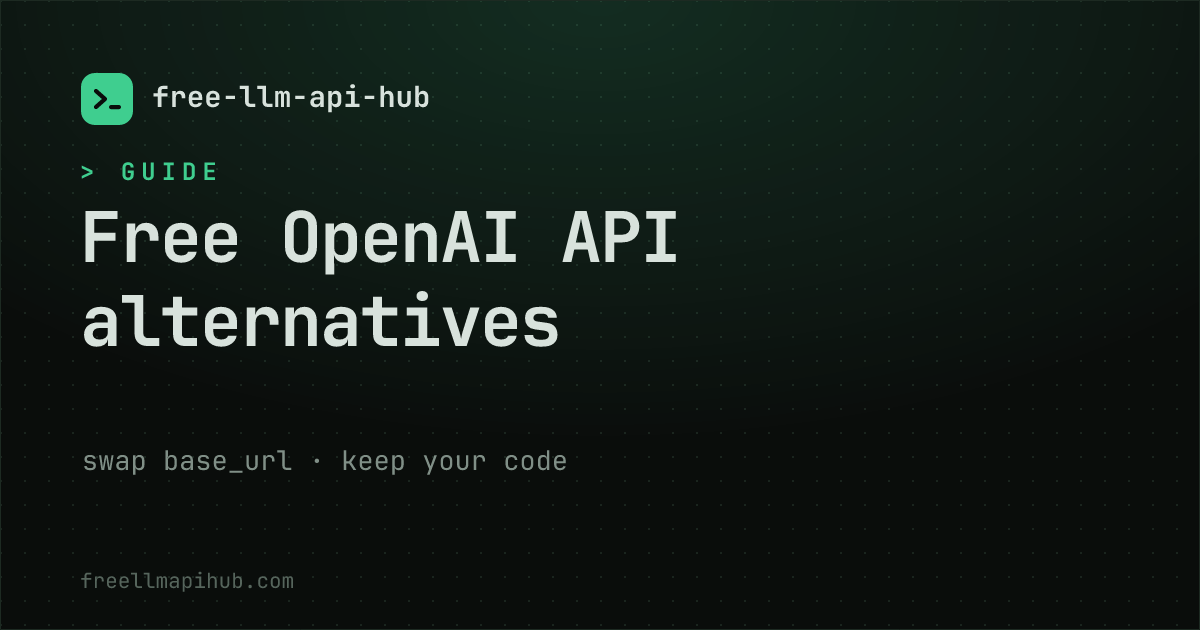 free-llm-api-hub
> GUIDE
Free OpenAI API
alternatives
swap base_url · keep your code
freellmapihub.com